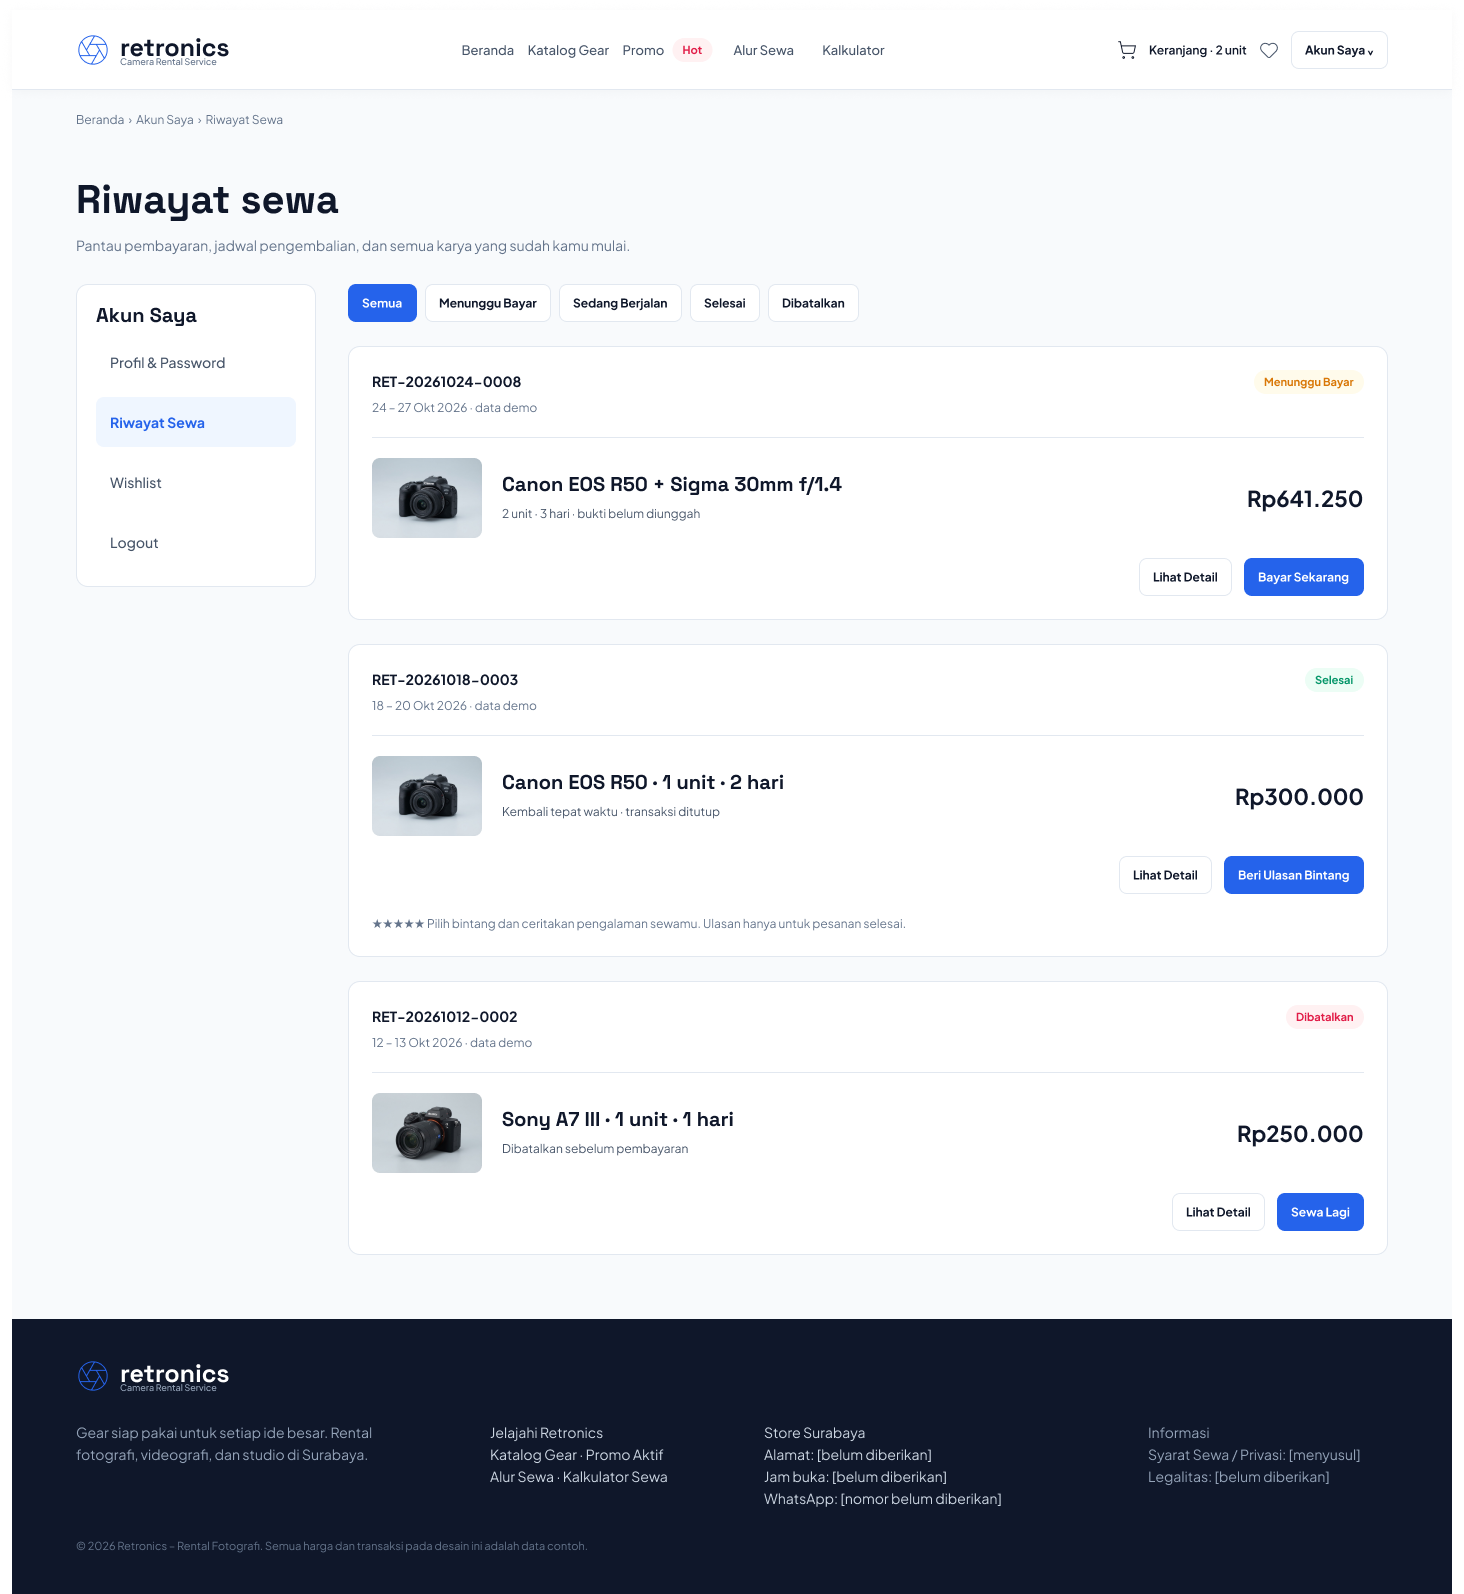 retronics
Camera Rental Service
Beranda Katalog Gear Promo Hot Alur Sewa Kalkulator
Keranjang · 2 unit
Akun Saya
Beranda › Akun Saya › Riwayat Sewa
Riwayat sewa
Pantau pembayaran, jadwal pengembalian, dan semua karya yang sudah kamu mulai.
Akun Saya
Profil & Password
Riwayat Sewa
Wishlist
Logout
Semua Menunggu Bayar Sedang Berjalan Selesai Dibatalkan
RET-20261024-0008
Menunggu Bayar
24 – 27 Okt 2026 · data demo
Canon EOS R50 + Sigma 30mm f/1.4
2 unit · 3 hari · bukti belum diunggah
Rp641.250
Lihat Detail
Bayar Sekarang
RET-20261018-0003
Selesai
18 – 20 Okt 2026 · data demo
Canon EOS R50 · 1 unit · 2 hari
Kembali tepat waktu · transaksi ditutup
Rp300.000
Lihat Detail
Beri Ulasan Bintang
★★★★★ Pilih bintang dan ceritakan pengalaman sewamu. Ulasan hanya untuk pesanan selesai.
RET-20261012-0002
Dibatalkan
12 – 13 Okt 2026 · data demo
Sony A7 III · 1 unit · 1 hari
Dibatalkan sebelum pembayaran
Rp250.000
Lihat Detail
Sewa Lagi
retronics
Camera Rental Service
Gear siap pakai untuk setiap ide besar. Rental
fotografi, videografi, dan studio di Surabaya.
Jelajahi Retronics
Katalog Gear · Promo Aktif
Alur Sewa · Kalkulator Sewa
Store Surabaya
Alamat: [belum diberikan]
Jam buka: [belum diberikan]
WhatsApp: [nomor belum diberikan]
Informasi
Syarat Sewa / Privasi: [menyusul]
Legalitas: [belum diberikan]
© 2026 Retronics – Rental Fotografi. Semua harga dan transaksi pada desain ini adalah data contoh.